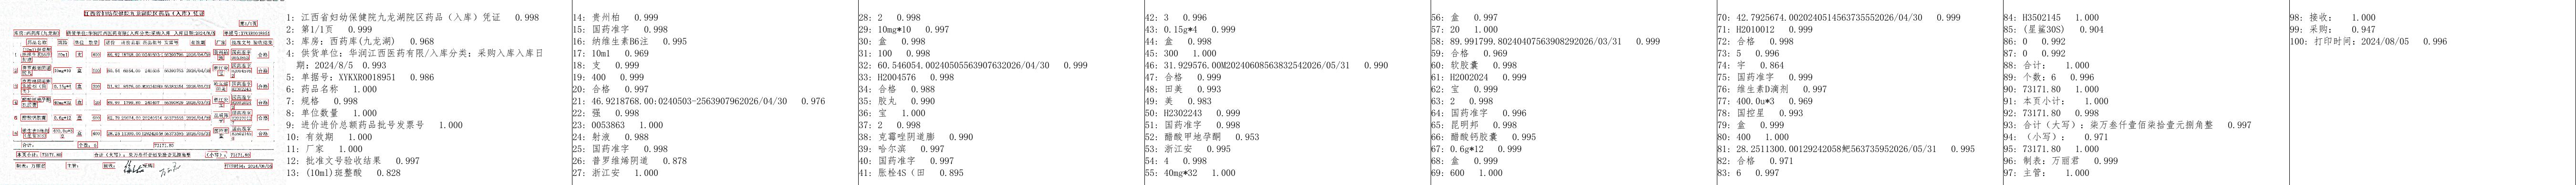 江西省妇幼保健院九龙湖院区药品（入库）凭证
第1/1页
1: 江西省妇幼保健院九龙湖院区药品（入库）凭证 0.998
2: 第1/1页 0.999
3: 库房：西药库(九龙湖) 0.968
4: 供货单位：华润江西医药有限/入库分类：采购入库入库日
期：2024/8/5 0.993
5: 单据号：XYKXR0018951 0.986
6: 药品名称 1.000
7: 规格 0.998
8: 单位数量 1.000
9: 进价进价总额药品批号发票号 1.000
10: 有效期 1.000
11: 厂家 1.000
12: 批准文号验收结果 0.997
13: (10ml)斑整酸 0.828
14: 贵州柏 0.999
15: 国药准字 0.998
16: 纳维生素B6注 0.995
17: 10ml 0.969
18: 支 0.999
19: 400 0.999
20: 合格 0.997
21: 46.9218768.00:0240503-2563907962026/04/30 0.976
22: 强 0.998
23: 0053863 1.000
24: 射液 0.988
25: 国药准字 0.998
26: 普罗维烯阴道 0.878
27: 浙江安 1.000
28: 2 0.998
29: 10mg*10 0.997
30: 盒 0.998
31: 100 0.998
32: 60.546054.00240505563907632026/04/30 0.999
33: H2004576 0.998
34: 合格 0.988
35: 胶丸 0.990
36: 宝 1.000
37: 2 0.998
38: 克霉唑阴道膨 0.990
39: 哈尔滨 0.997
40: 国药准字 0.997
41: 胀栓4S（田 0.895
42: 3 0.996
43: 0.15g*4 0.999
44: 盒 0.998
45: 300 1.000
46: 31.929576.00M20240608563832542026/05/31 0.990
47: 合格 0.999
48: 田美 0.993
49: 美 0.983
50: H2302243 0.999
51: 国药准字 0.998
52: 醋酸甲地孕酮 0.953
53: 浙江安 0.995
54: 4 0.998
55: 40mg*32 1.000
56: 盒 0.997
57: 20 1.000
58: 89.991799.80240407563908292026/03/31 0.999
59: 合格 0.969
60: 软胶囊 0.998
61: H2002024 0.999
62: 宝 0.999
63: 2 0.998
64: 国药准字 0.996
65: 昆明邦 0.998
66: 醋酸钙胶囊 0.995
67: 0.6g*12 0.999
68: 盒 0.999
69: 600 1.000
70: 42.7925674.0020240514563735552026/04/30 0.999
71: H2010012 0.999
72: 合格 0.998
73: 5 0.996
74: 字 0.864
75: 国药准字 0.999
76: 维生素D滴剂 0.997
77: 400.0u*3 0.969
78: 国控星 0.993
79: 盒 0.999
80: 400 1.000
81: 28.2511300.00129242058鲃563735952026/05/31 0.995
82: 合格 0.971
83: 6 0.997
84: H3502145 1.000
85: (星鲨30S) 0.904
86: 0 0.992
87: 0 0.992
88: 合计： 1.000
89: 个数：6 0.996
90: 73171.80 1.000
91: 本页小计： 1.000
92: 73171.80 0.998
93: 合计（大写）：柒万叁仟壹佰柒拾壹元捌角整 0.997
94: （小写）： 0.971
95: 73171.80 1.000
96: 制表：万丽君 0.999
97: 主管： 1.000
98: 接收： 1.000
99: 采购： 0.947
100: 打印时间：2024/08/05 0.996